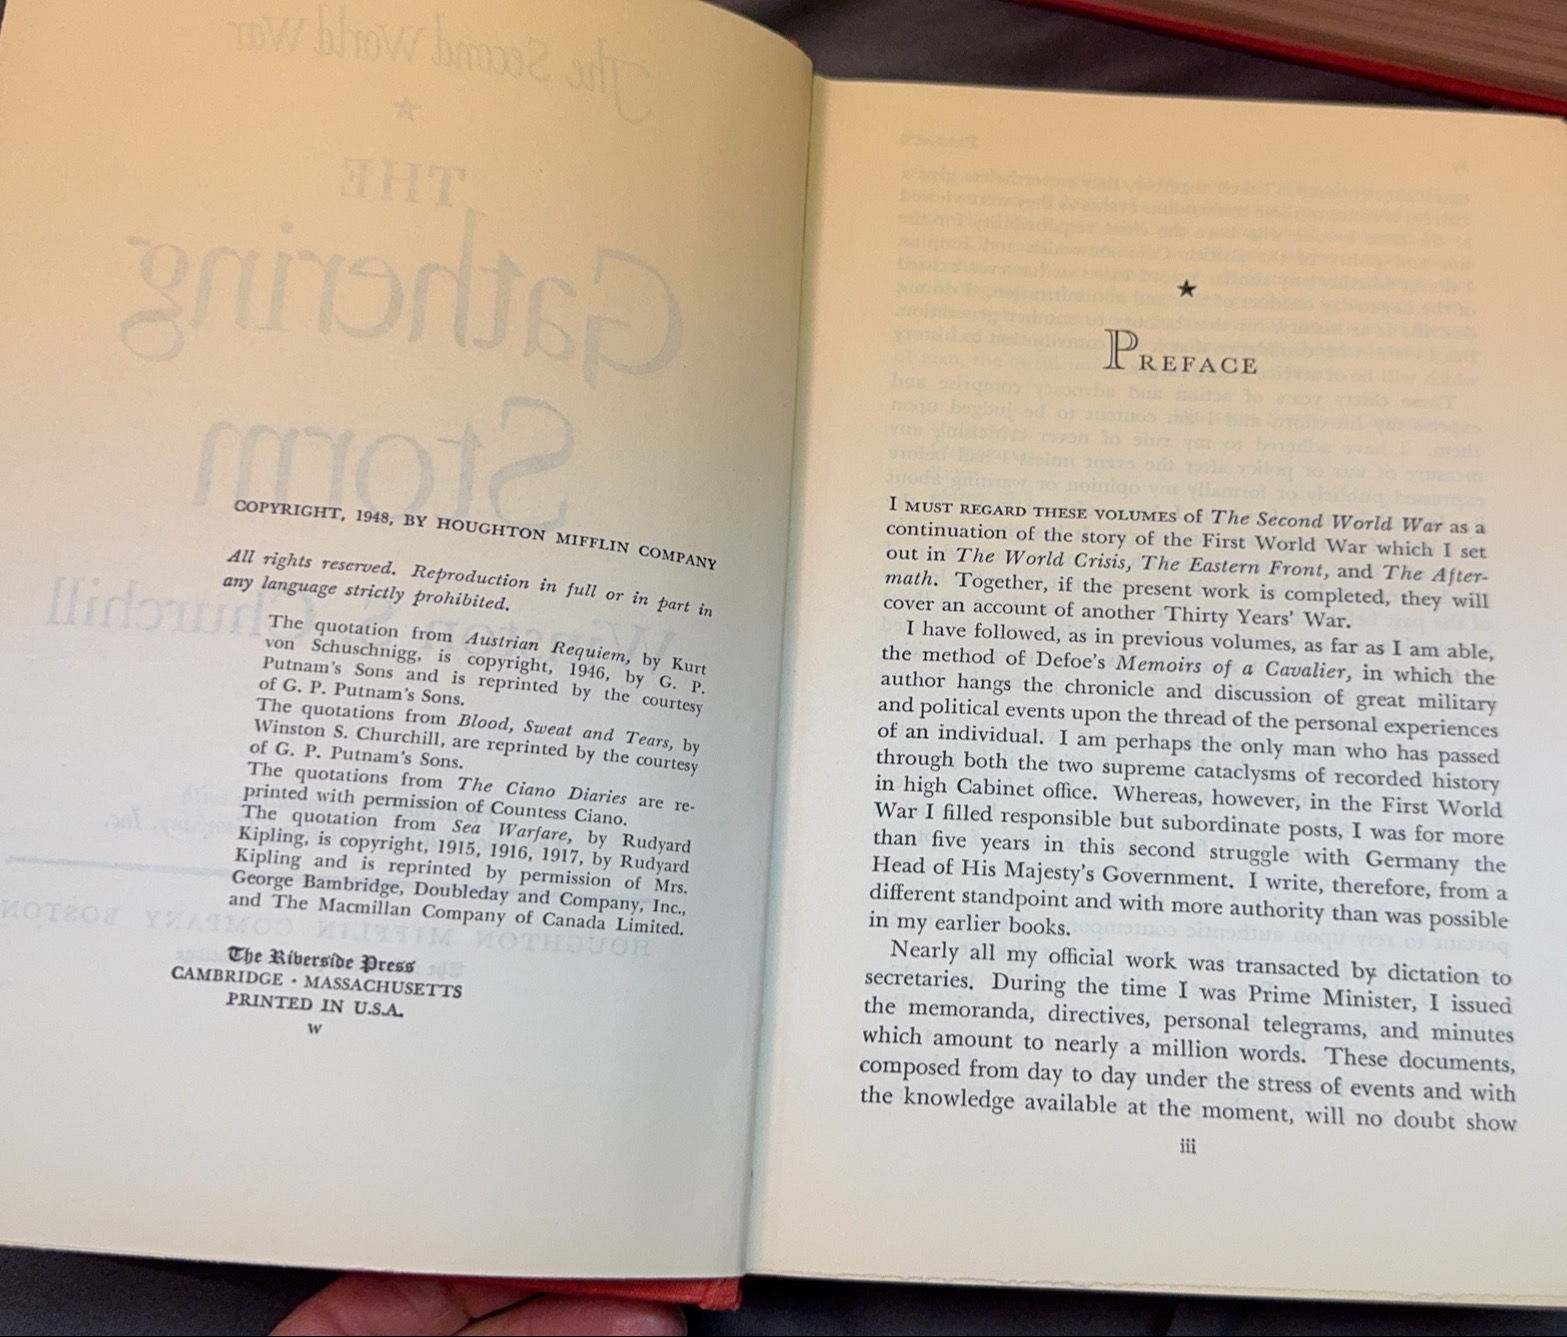 COPYRIGHT, 1948, BY HOUGHTON MIFFLIN COMPANY
All rights reserved. Reproduction in full or in part in
any language strictly prohibited.
The quotation from Austrian Requiem, by Kurt
von Schuschnigg, is copyright, 1946, by G. P.
Putnam's Sons and is reprinted by the courtesy
of G. P. Putnam's Sons.
The quotations from Blood, Sweat and Tears, by
Winston S. Churchill, are reprinted by the courtesy
of G. P. Putnam's Sons.
The quotations from The Ciano Diaries are re-
printed with permission of Countess Ciano.
The quotation from Sea Warfare, by Rudyard
Kipling, is copyright, 1915, 1916, 1917, by Rudyard
Kipling and is reprinted by permission of Mrs.
George Bambridge, Doubleday and Company, Inc.,
and The Macmillan Company of Canada Limited.
The Riverside Press
CAMBRIDGE · MASSACHUSETTS
PRINTED IN U.S.A.
W
PREFACE
I MUST REGARD THESE VOLUMES of The Second World War as a
continuation of the story of the First World War which I set
out in The World Crisis, The Eastern Front, and The After-
math. Together, if the present work is completed, they will
cover an account of another Thirty Years' War.
I have followed, as in previous volumes, as far as I am able,
the method of Defoe's Memoirs of a Cavalier, in which the
author hangs the chronicle and discussion of great military
and political events upon the thread of the personal experiences
of an individual. I am perhaps the only man who has passed
through both the two supreme cataclysms of recorded history
in high Cabinet office. Whereas, however, in the First World
War I filled responsible but subordinate posts, I was for more
than five years in this second struggle with Germany the
Head of His Majesty's Government. I write, therefore, from a
different standpoint and with more authority than was possible
in my earlier books.
Nearly all my official work was transacted by dictation to
secretaries. During the time I was Prime Minister, I issued
the memoranda, directives, personal telegrams, and minutes
which amount to nearly a million words. These documents,
composed from day to day under the stress of events and with
the knowledge available at the moment, will no doubt show
iii